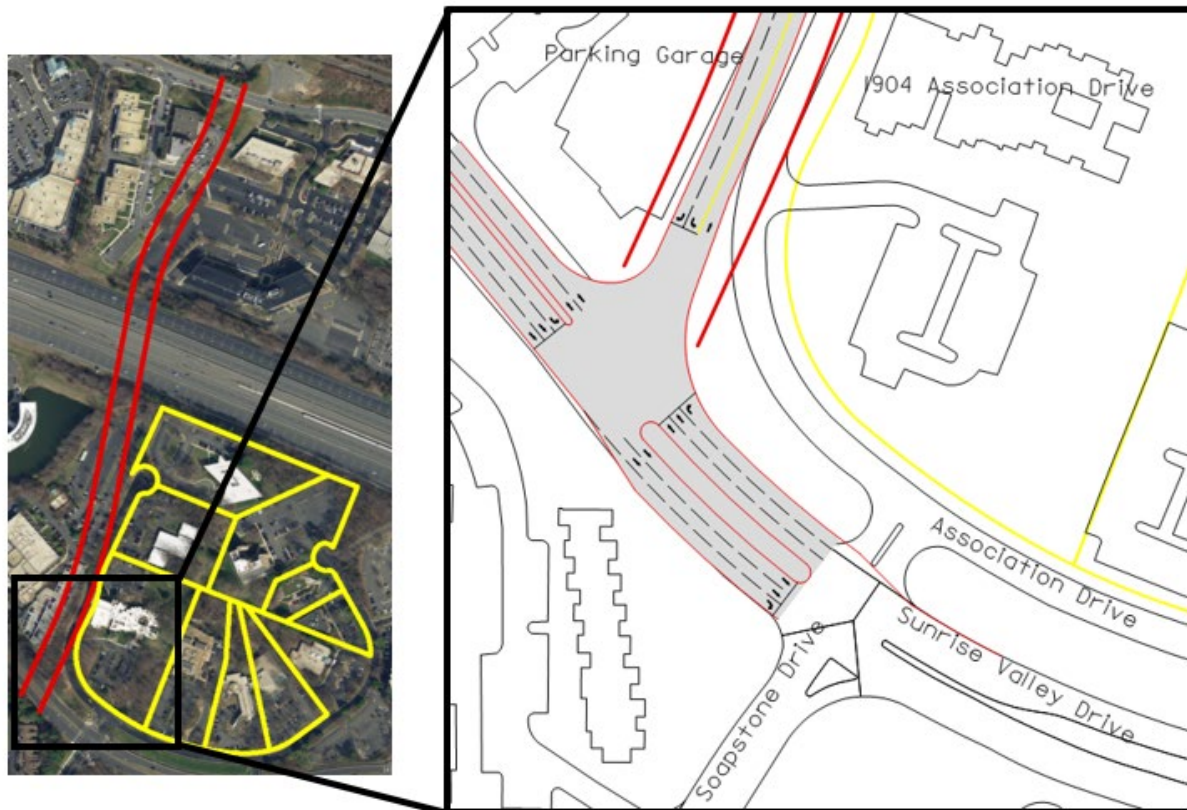 Parking Garage
1904 Association Drive
Association Drive
Sunrise Valley Drive
Soapstone Drive